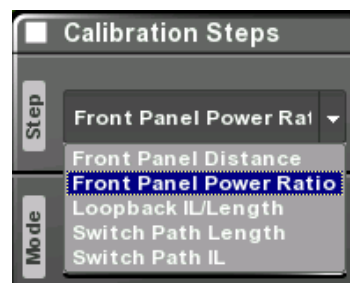 Calibration Steps
Step
Front Panel Power Rat
Front Panel Distance
Front Panel Power Ratio
Loopback IL/Length
Switch Path Length
Switch Path IL
Mode